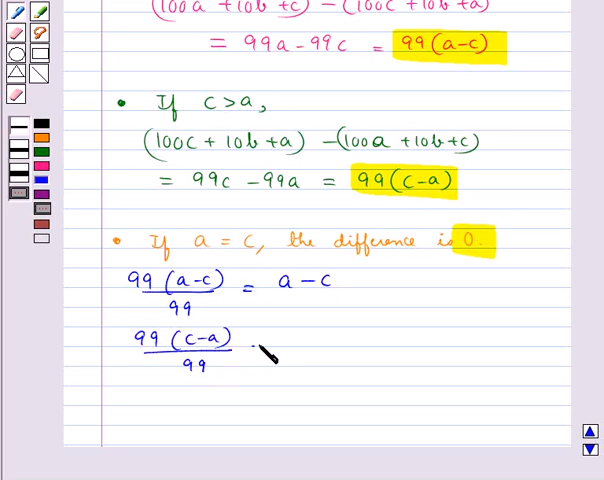 (100a + 10b + c) - (100c + 10b + a)
= 99a - 99c = 99(a-c)
• If c > a,
(100c + 10b + a) - (100a + 10b + c)
= 99c - 99a = 99(c-a)
• If a = c, the difference is 0.
99(a-c)/99 = a - c
99(c-a)/99